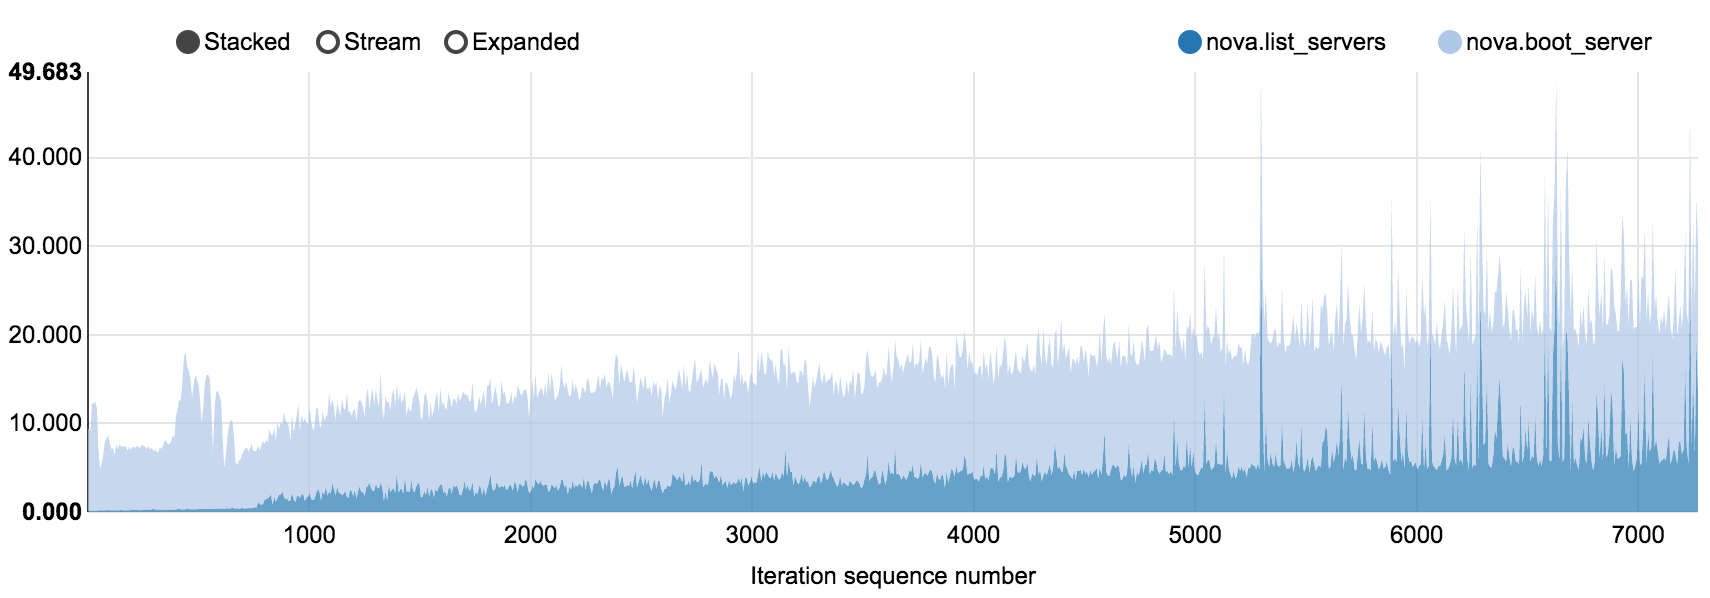 Stacked Stream Expanded nova.list_servers nova.boot_server
49.683
40.000
30.000
20.000
10.000
0.000
1000 2000 3000 4000 5000 6000 7000
Iteration sequence number